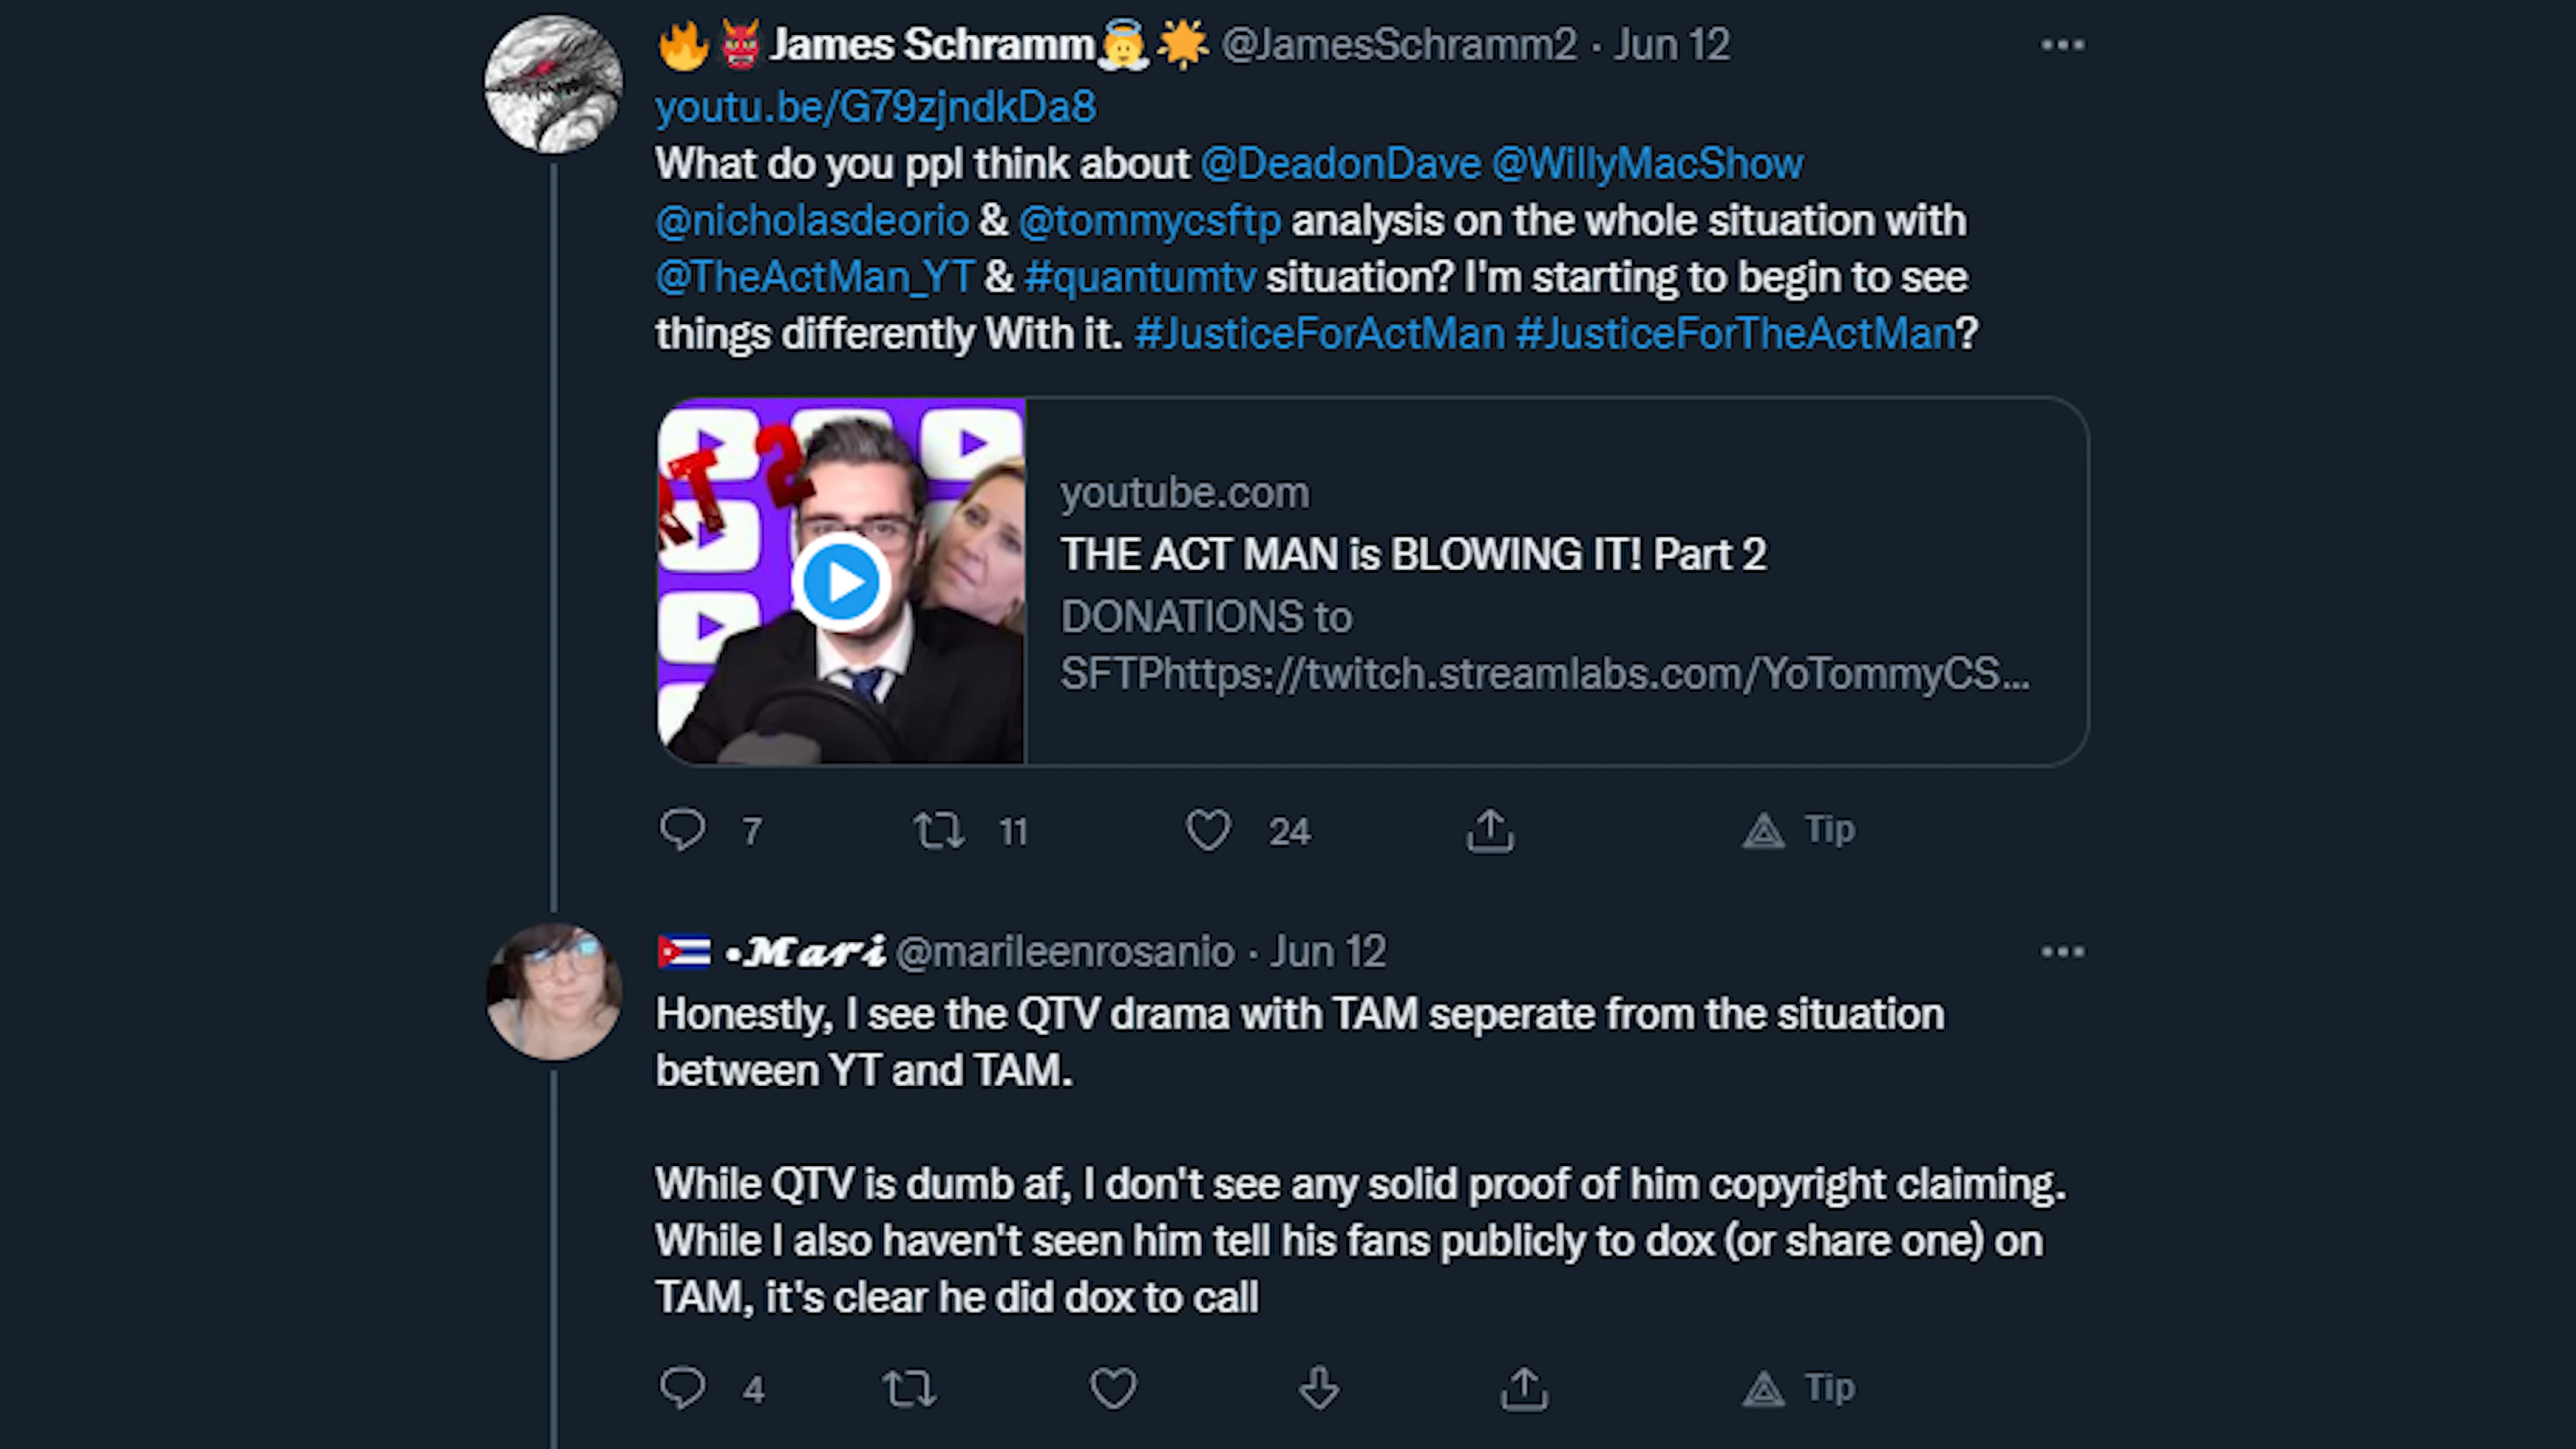 🔥👹James Schramm👼🌟 @JamesSchramm2 · Jun 12
youtu.be/G79zjndkDa8
What do you ppl think about @DeadonDave @WillyMacShow
@nicholasdeorio & @tommycsftp analysis on the whole situation with
@TheActMan_YT & #quantumtv situation? I'm starting to begin to see
things differently With it. #JusticeForActMan #JusticeForTheActMan?
RT 2
youtube.com
THE ACT MAN is BLOWING IT! Part 2
DONATIONS to
SFTPhttps://twitch.streamlabs.com/YoTommyCS...
7 11 24 Tip
🇨🇺 •𝓜𝓪𝓻𝓲 @marileenrosanio · Jun 12
Honestly, I see the QTV drama with TAM seperate from the situation
between YT and TAM.
While QTV is dumb af, I don't see any solid proof of him copyright claiming.
While I also haven't seen him tell his fans publicly to dox (or share one) on
TAM, it's clear he did dox to call
4 Tip